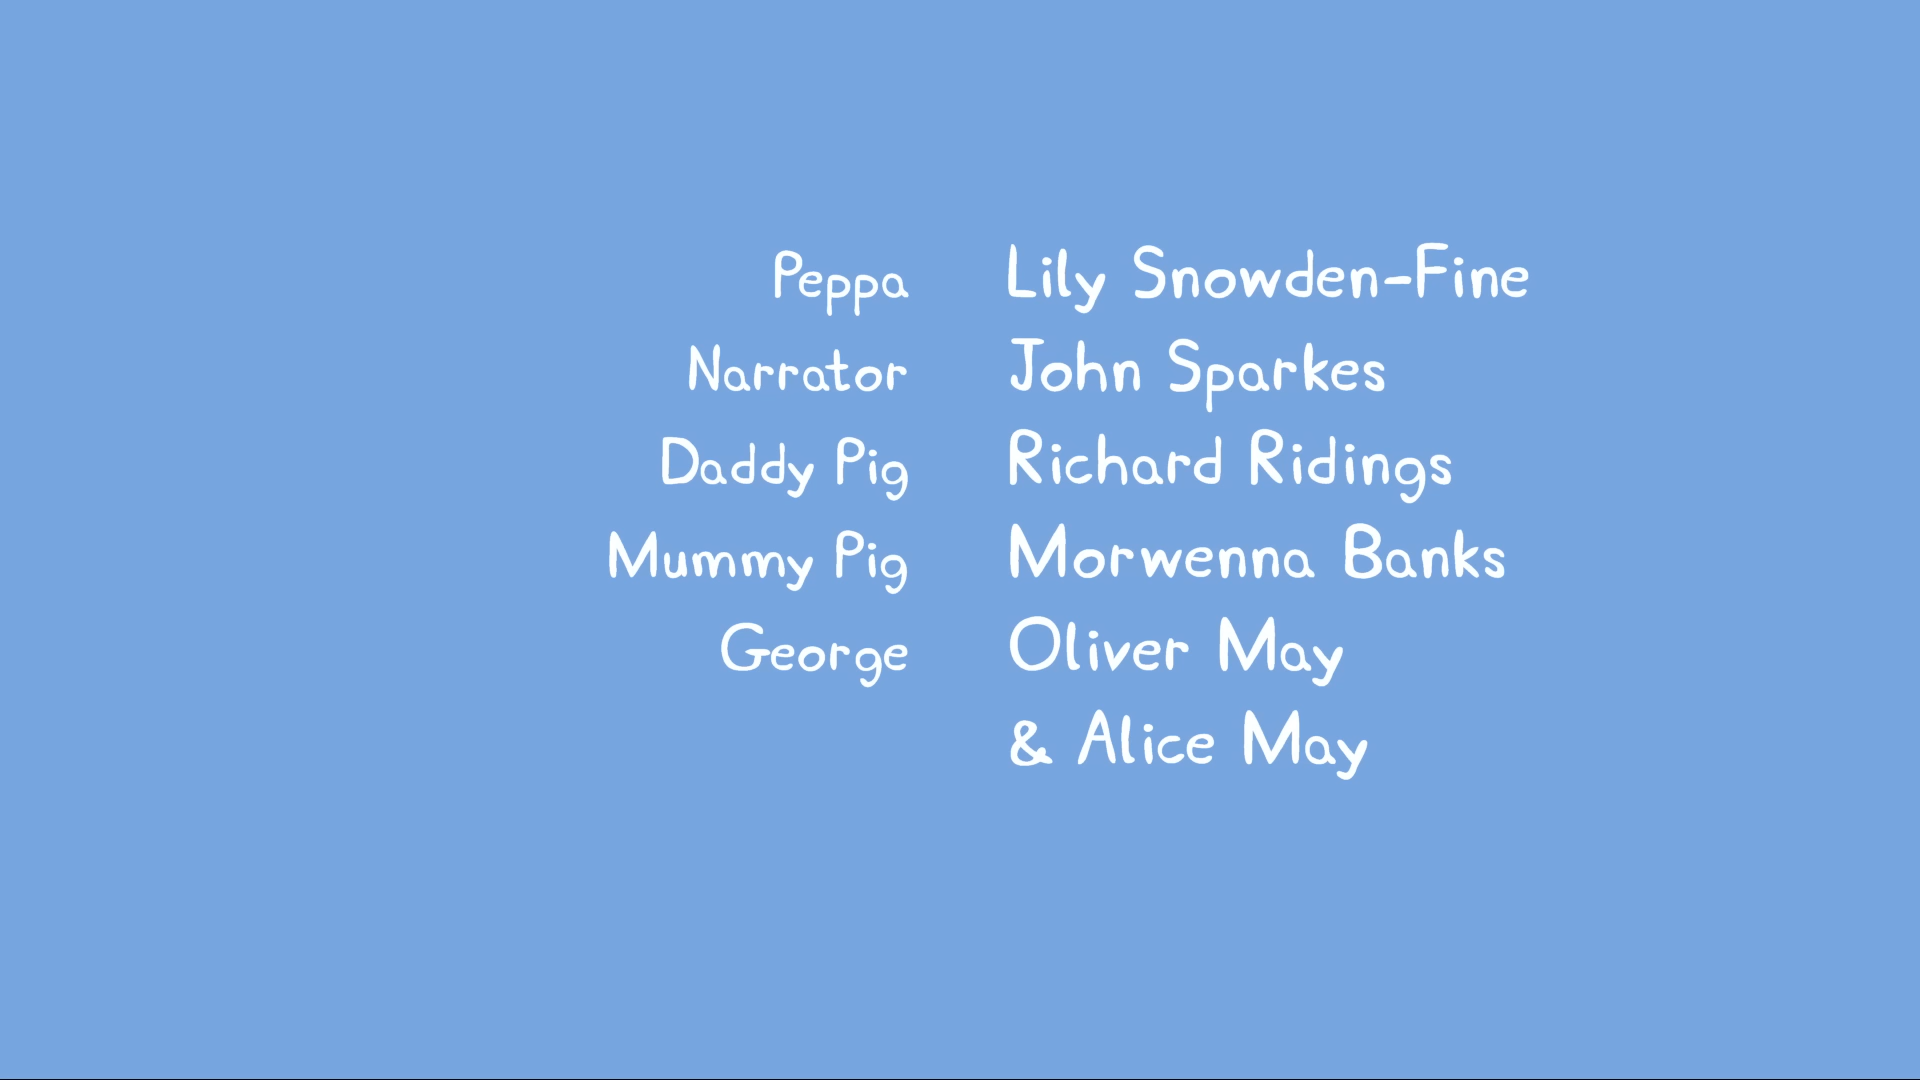 Peppa Lily Snowden-Fine
Narrator John Sparkes
Daddy Pig Richard Ridings
Mummy Pig Morwenna Banks
George Oliver May
& Alice May